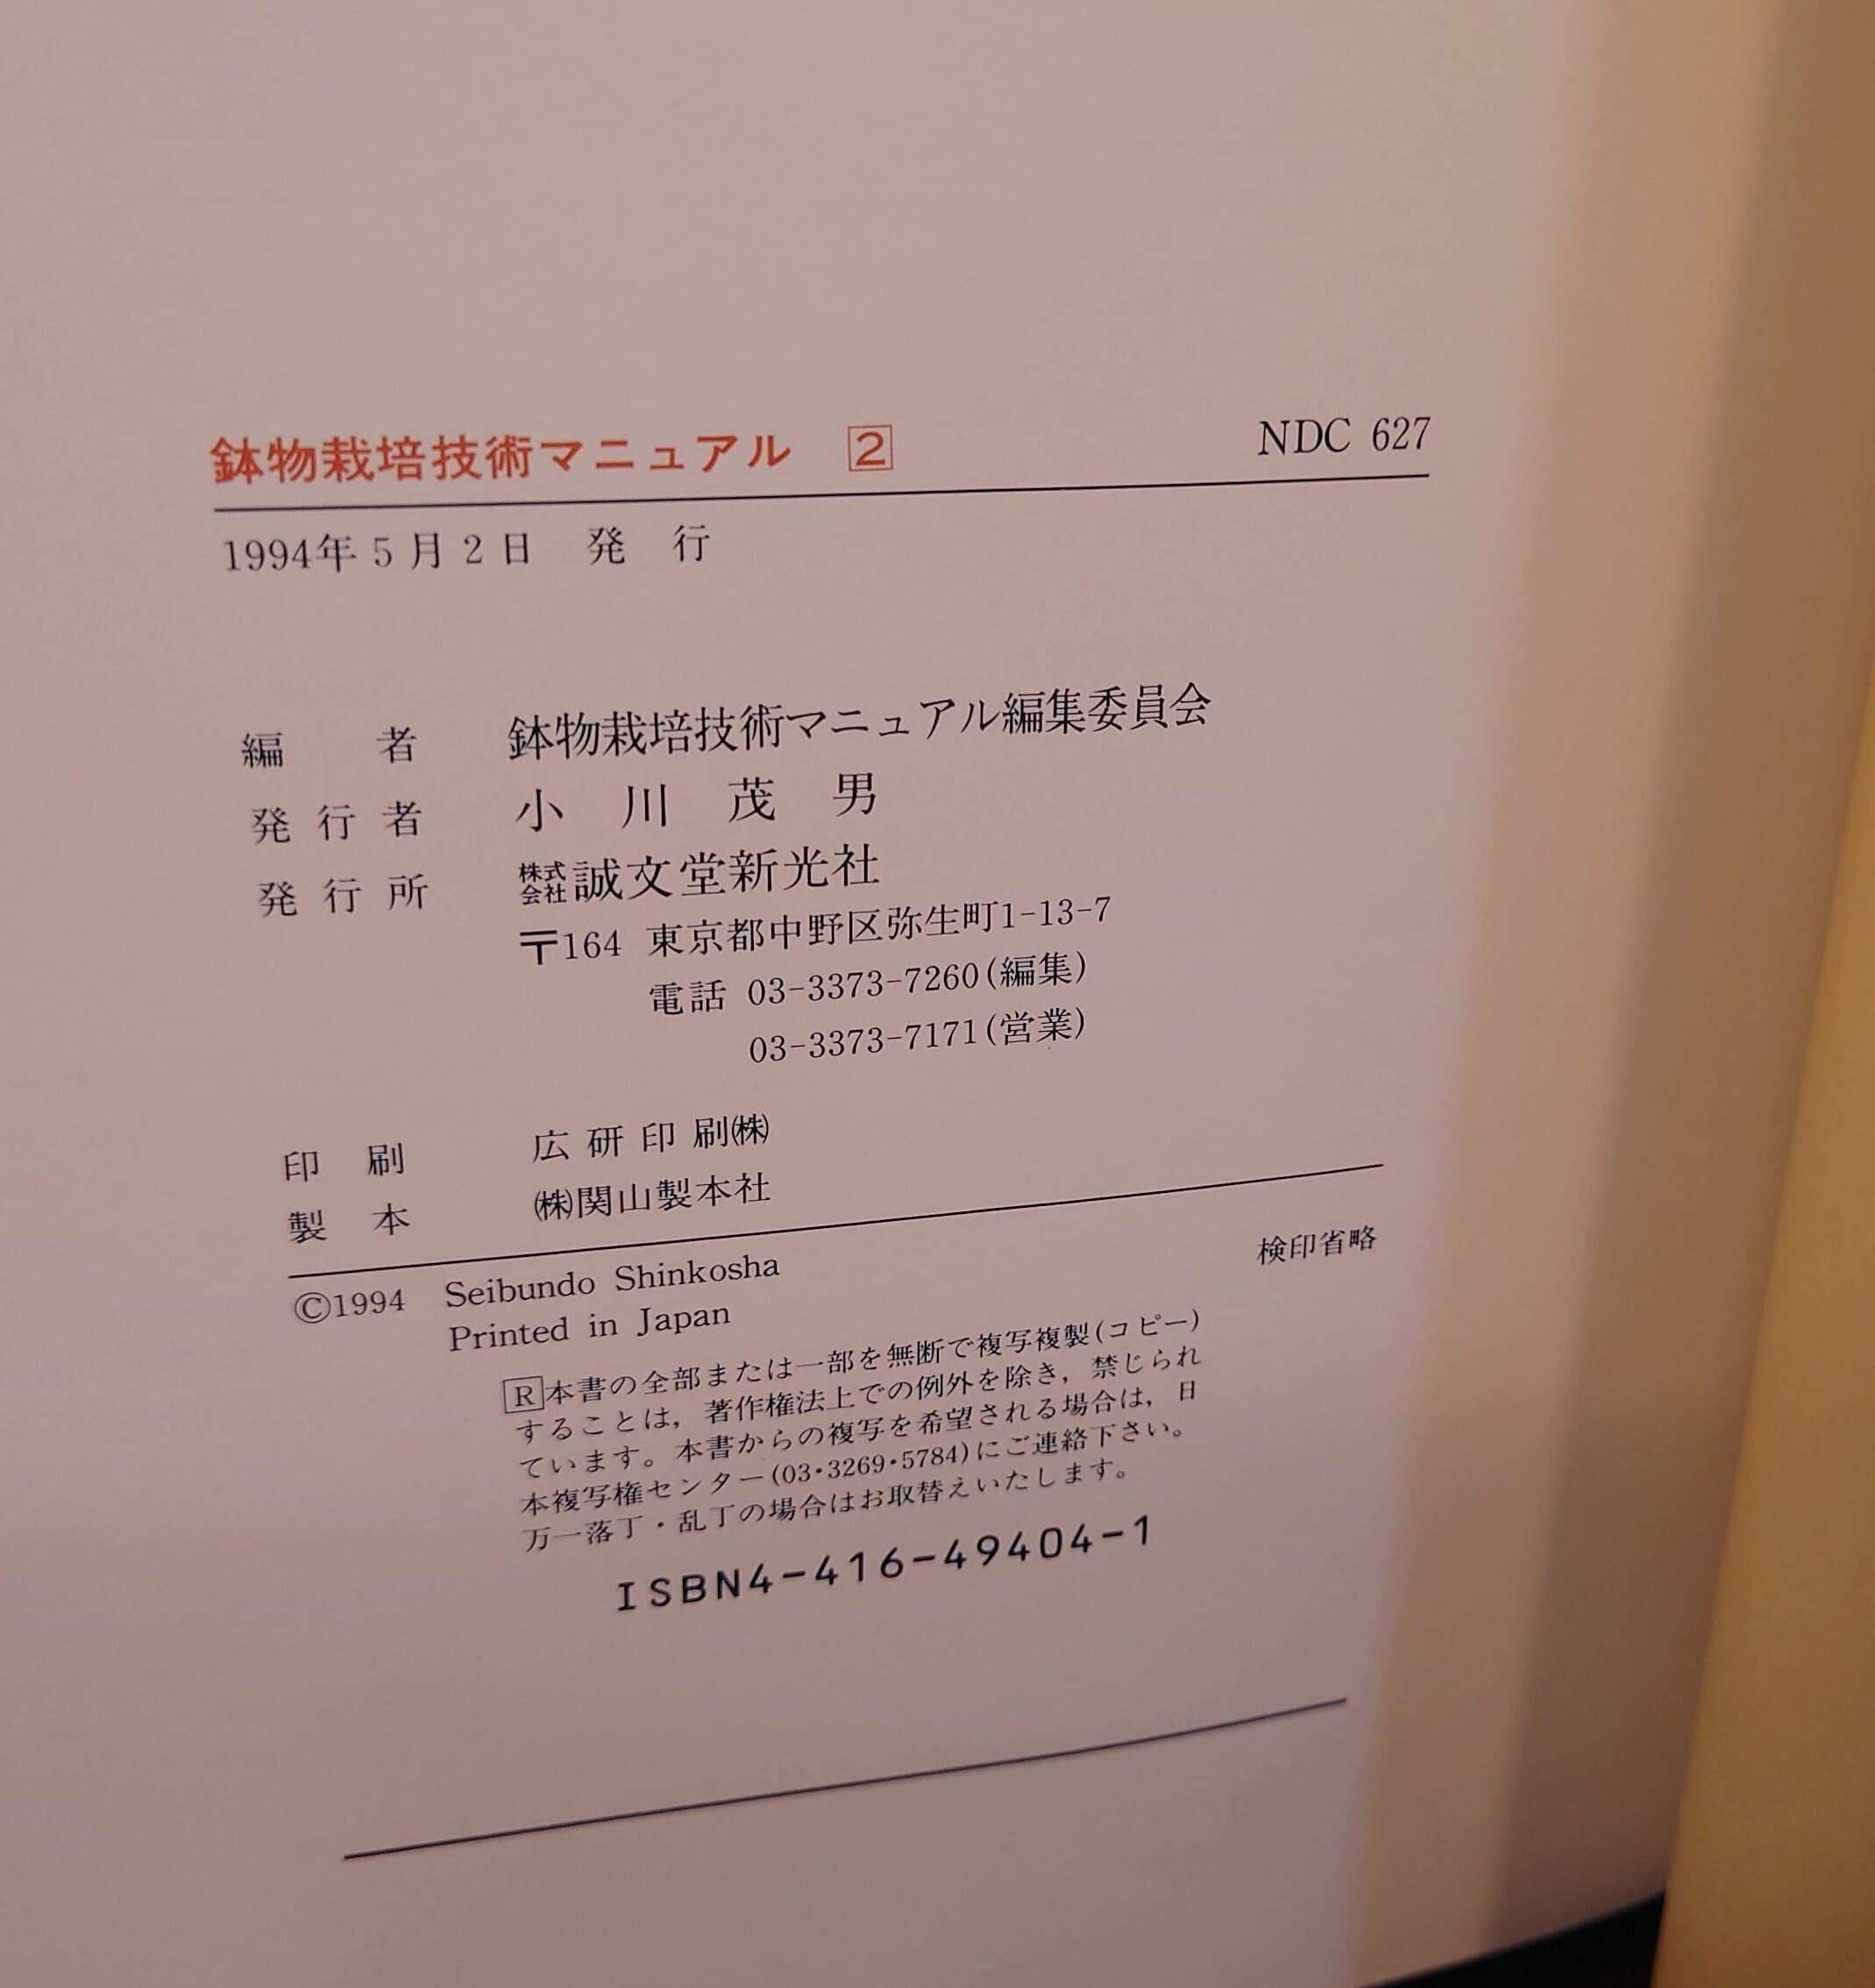 鉢物栽培技術マニュアル 2 NDC 627
1994年5月2日 発 行
編 者 鉢物栽培技術マニュアル編集委員会
発行者 小 川 茂 男
発行所 株式会社 誠文堂新光社
〒164 東京都中野区弥生町1-13-7
電話 03-3373-7260(編集)
03-3373-7171(営業)
印 刷 広研印刷㈱
製 本 ㈱関山製本社
©1994 Seibundo Shinkosha 検印省略
Printed in Japan
R本書の全部または一部を無断で複写複製(コピー)
することは，著作権法上での例外を除き，禁じられ
ています。本書からの複写を希望される場合は，日
本複写権センター(03・3269・5784)にご連絡下さい。
万一落丁・乱丁の場合はお取替えいたします。
ISBN4-416-49404-1